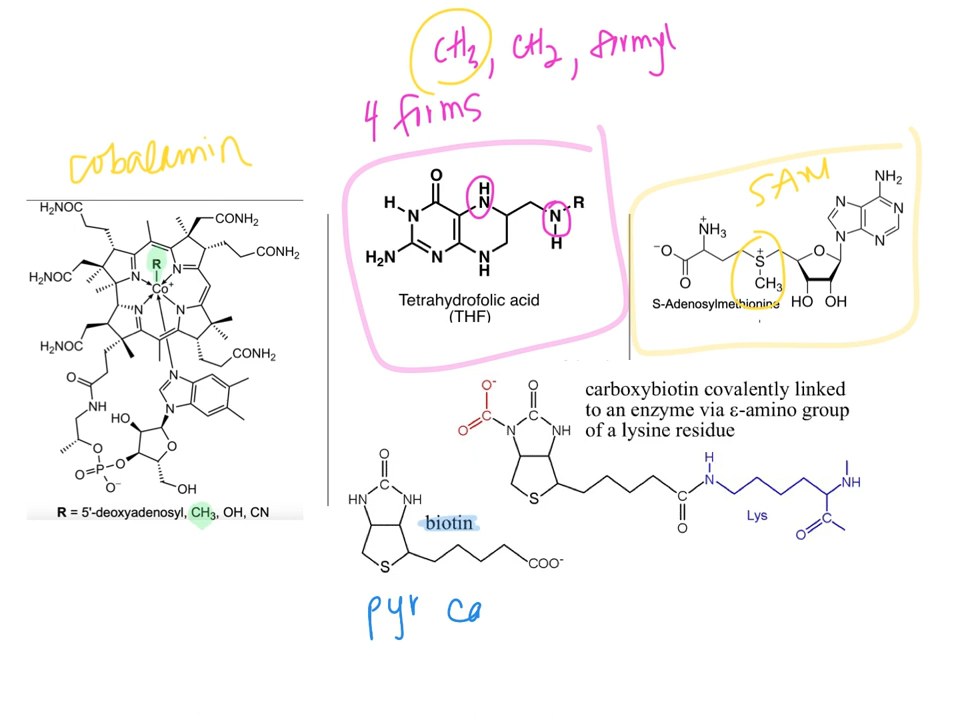 CH3, CH2, formyl
4 forms
cobalamin
SAM
H2NOC
CONH2
CONH2
H2NOC
R
N
N
Co+
N
N
H2NOC
CONH2
O
NH
HO
N
N
O
O
O=P-O
O-
OH
R = 5'-deoxyadenosyl, CH3, OH, CN
O
H
N
H
N
H
N
R
H
H2N
N
N
H
Tetrahydrofolic acid
(THF)
NH2
N
N
N
N
+
NH3
-O
O
+
S
CH3
O
HO
OH
S-Adenosylmethionine
O-
O
C
C
O
N
NH
S
carboxybiotin covalently linked
to an enzyme via ε-amino group
of a lysine residue
H
N
C
O
Lys
NH
C
O
O
C
HN
NH
biotin
S
COO-
pyr ca